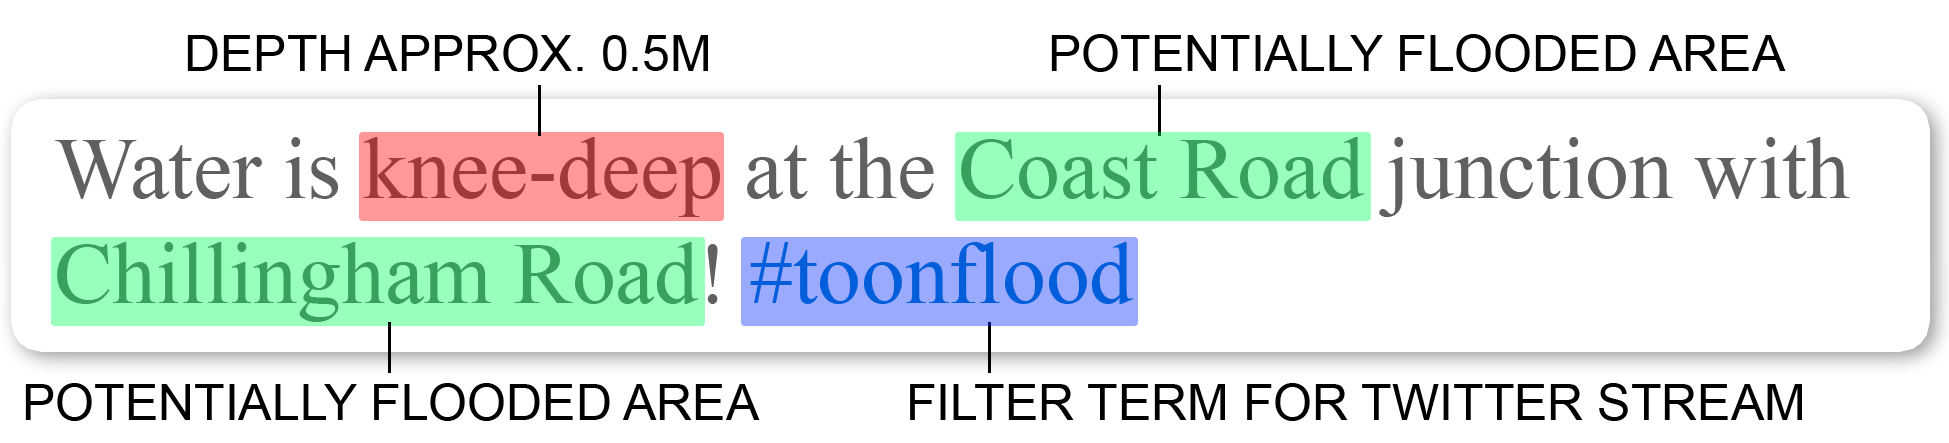 DEPTH APPROX. 0.5M
POTENTIALLY FLOODED AREA
Water is knee-deep at the Coast Road junction with
Chillingham Road! #toonflood
POTENTIALLY FLOODED AREA
FILTER TERM FOR TWITTER STREAM